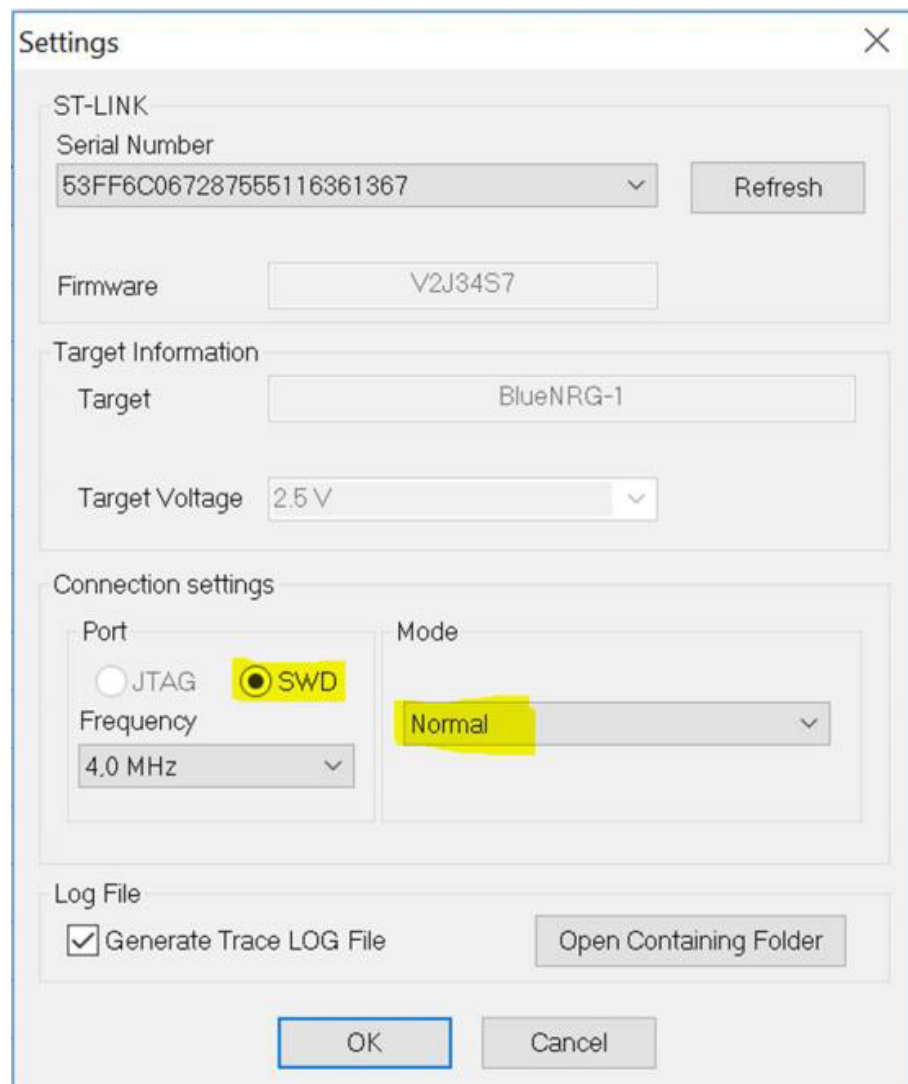 Settings
ST-LINK
Serial Number
53FF6C067287555116361367
Refresh
Firmware
V2J34S7
Target Information
Target
BlueNRG-1
Target Voltage
2.5 V
Connection settings
Port
Mode
JTAG
SWD
Frequency
Normal
4,0 MHz
Log File
Generate Trace LOG File
Open Containing Folder
OK
Cancel